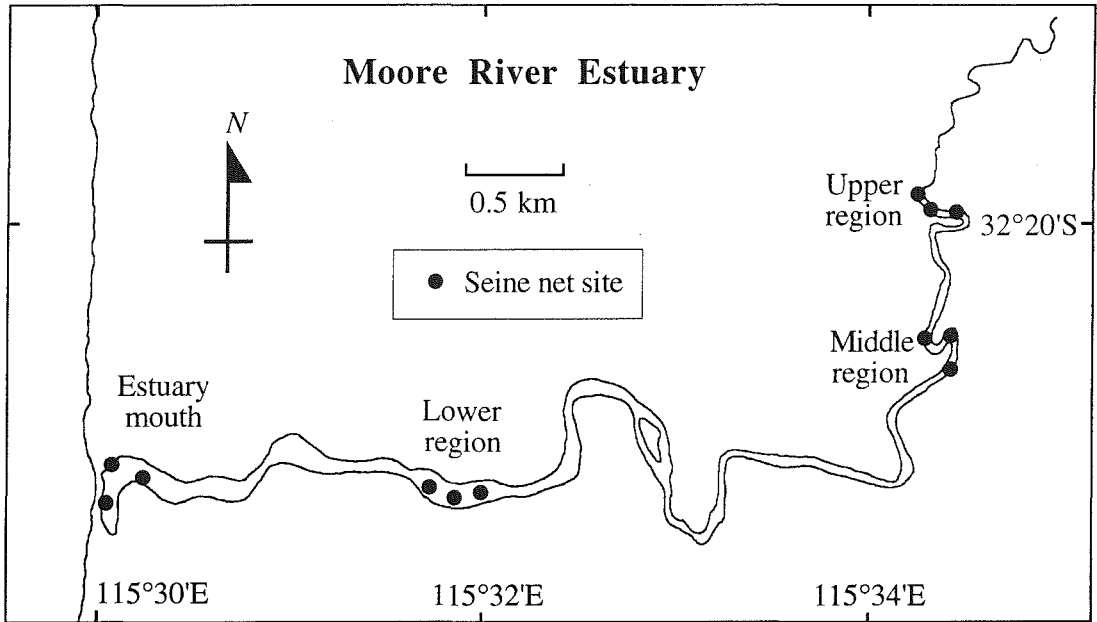 Moore River Estuary
N
0.5 km
Upper
region
32°20'S
Seine net site
Middle
region
Estuary
mouth
Lower
region
115°30'E
115°32'E
115°34'E